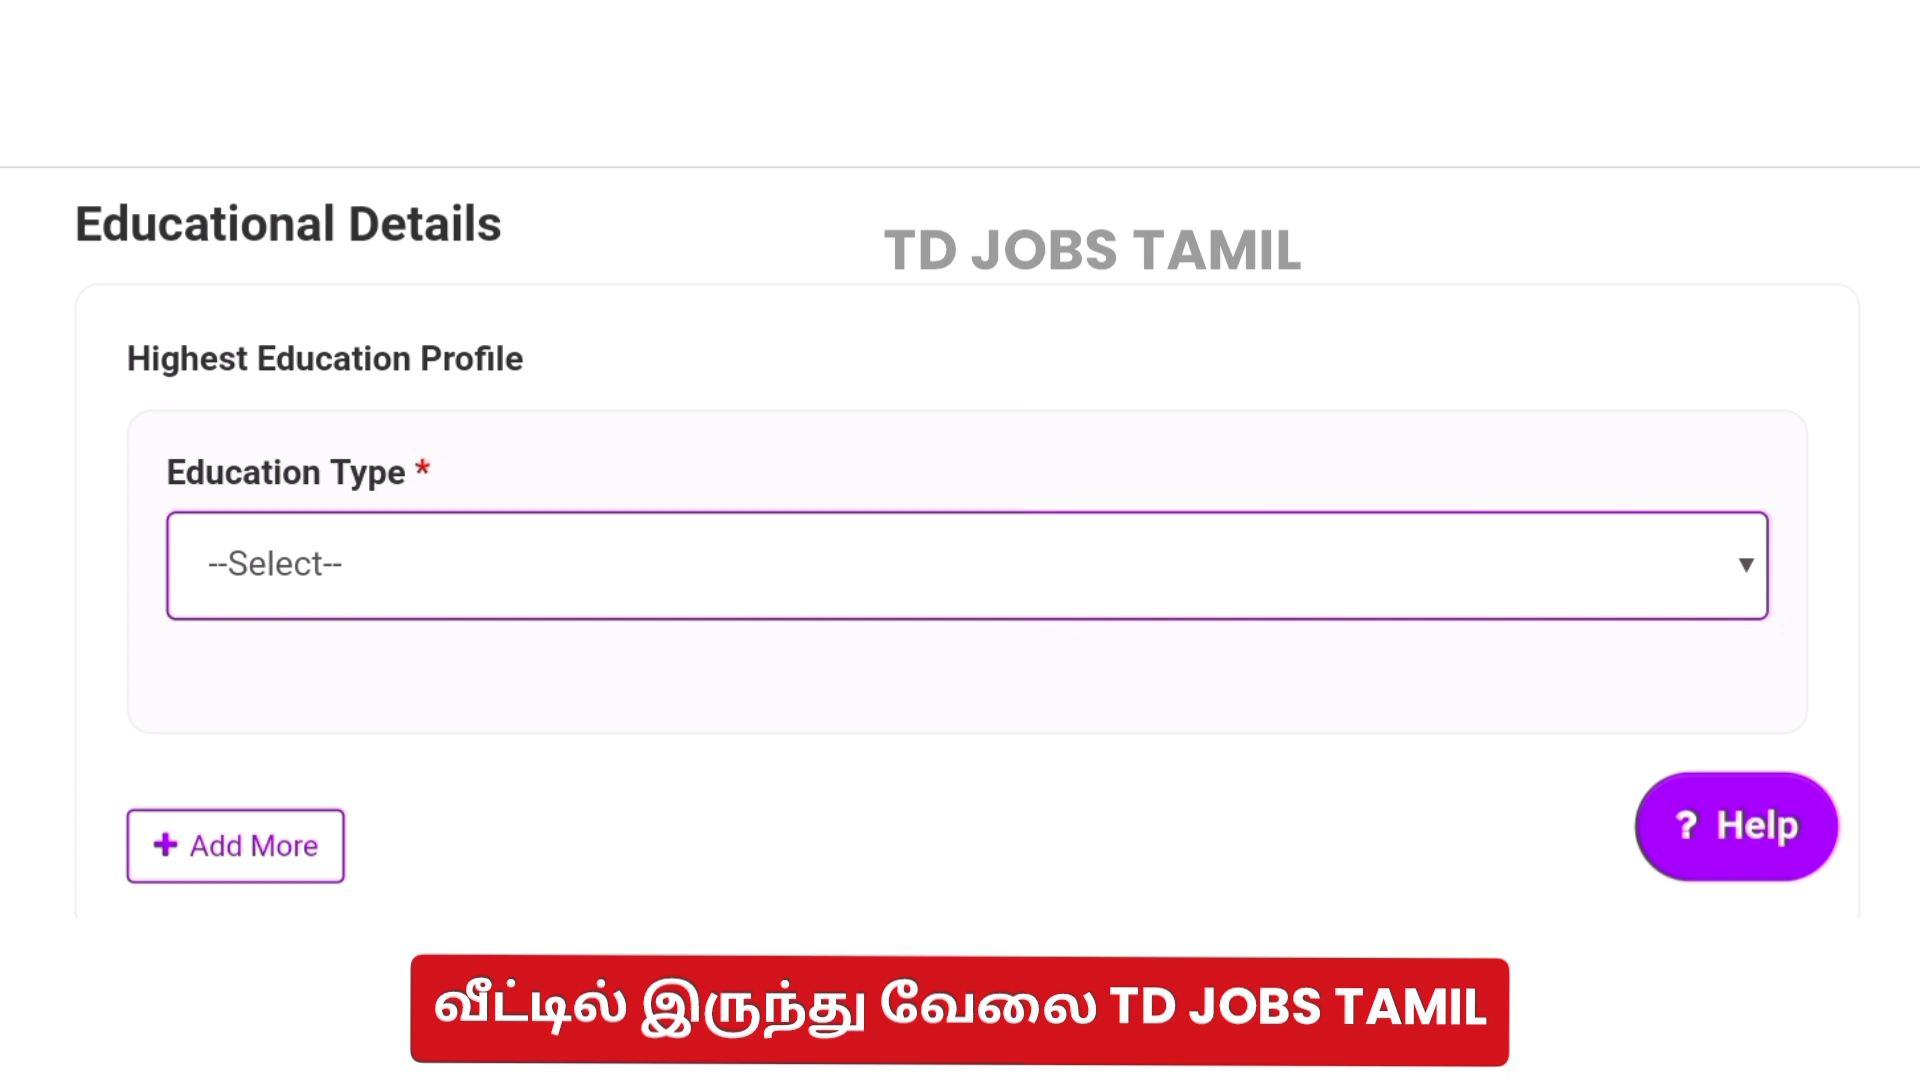 Educational Details
TD JOBS TAMIL
Highest Education Profile
Education Type *
--Select--
+ Add More
? Help
வீட்டில் இருந்து வேலை TD JOBS TAMIL